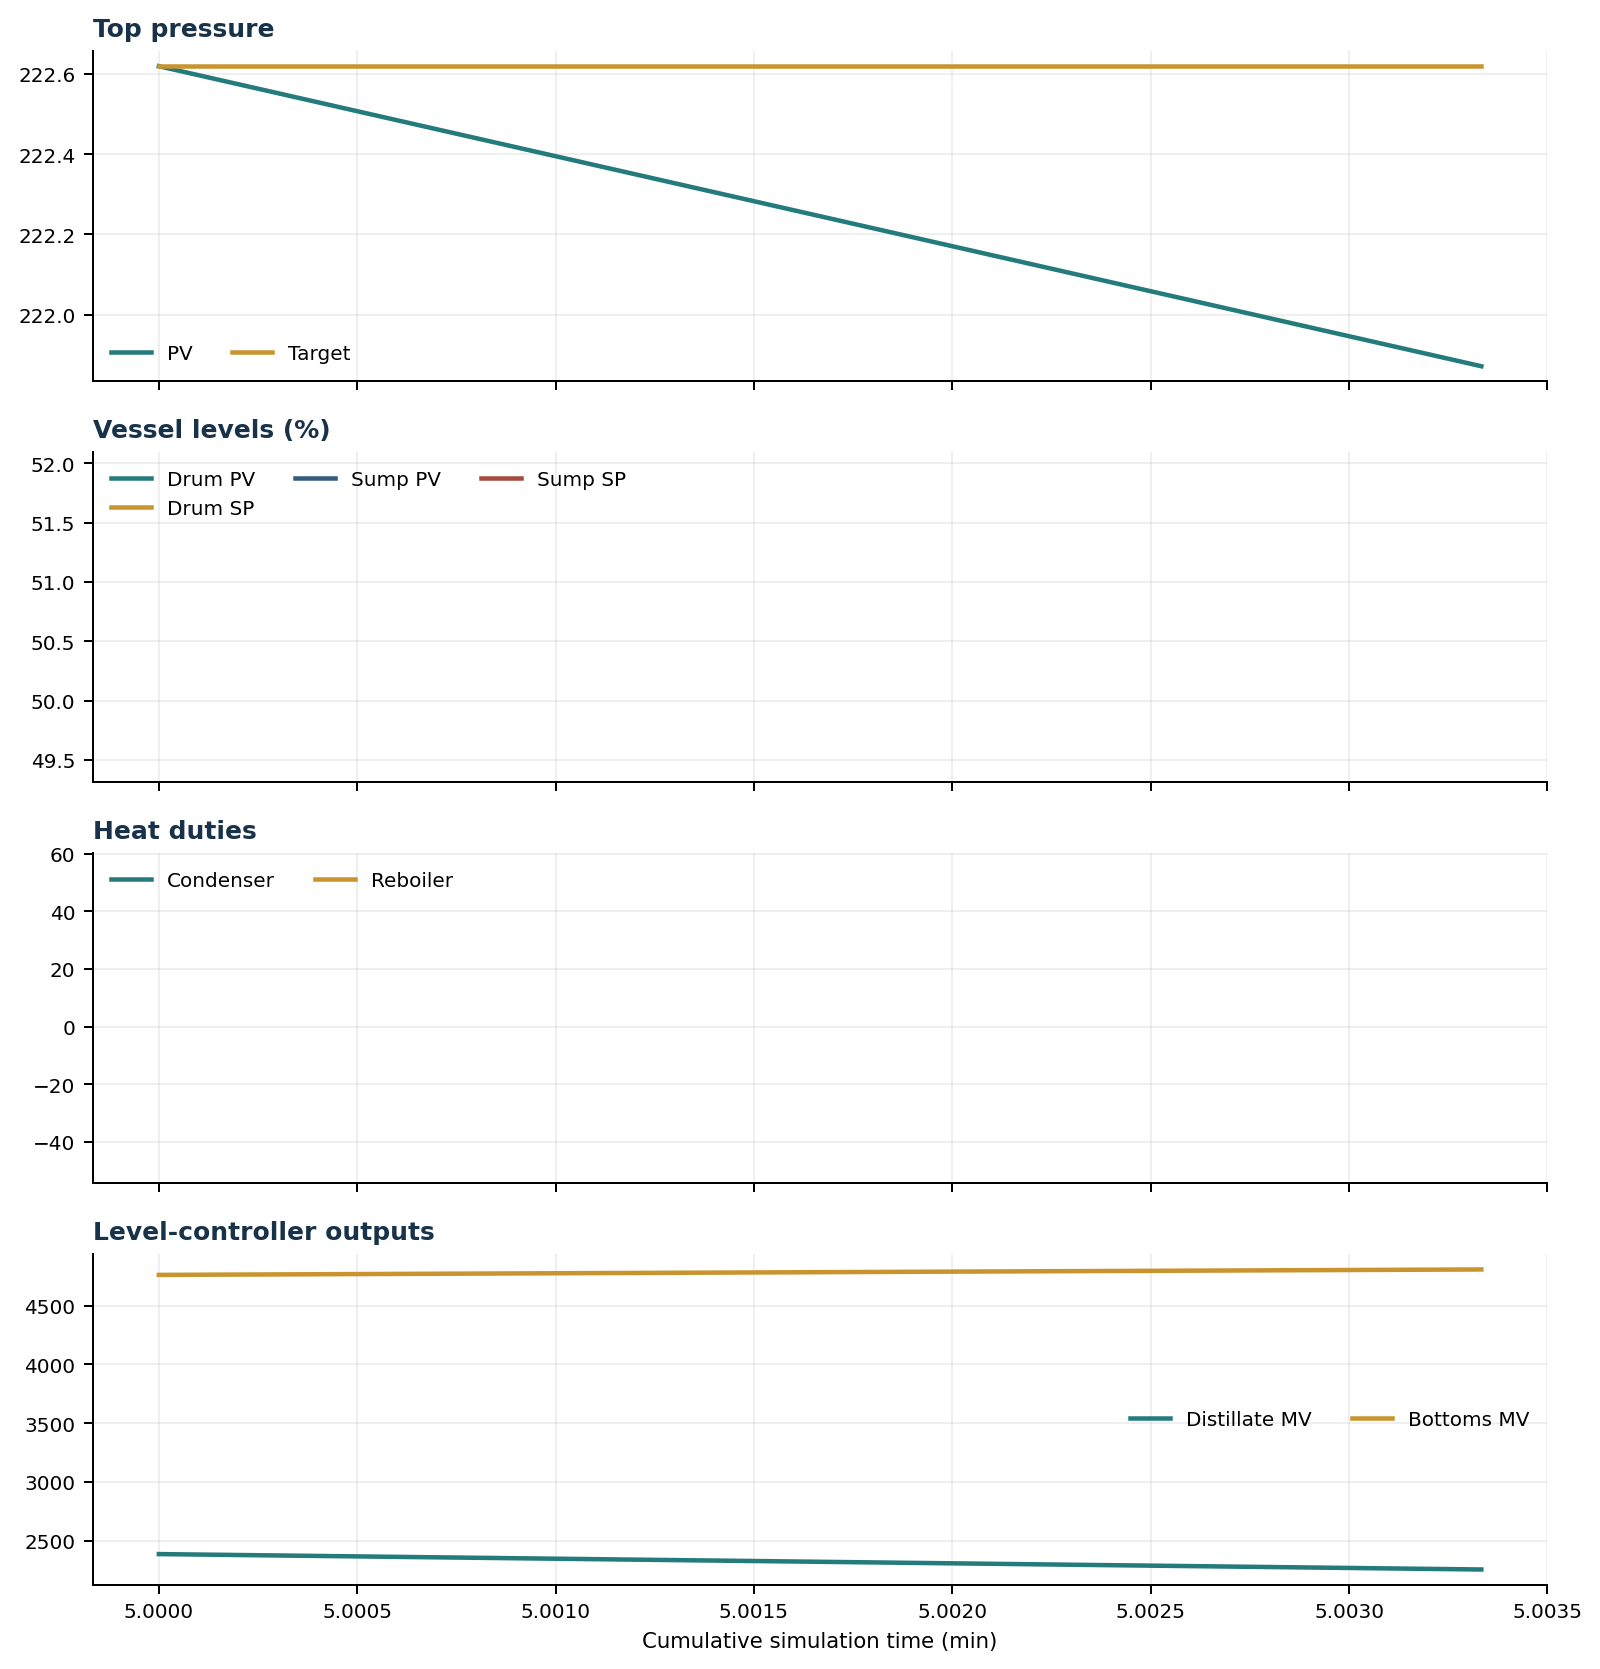 Top pressure
222.6
222.4
222.2
222.0
PV Target
Vessel levels (%)
52.0
51.5
51.0
50.5
50.0
49.5
Drum PV Sump PV Sump SP
Drum SP
Heat duties
60
40
20
0
−20
−40
Condenser Reboiler
Level-controller outputs
4500
4000
3500
3000
2500
Distillate MV Bottoms MV
5.0000 5.0005 5.0010 5.0015 5.0020 5.0025 5.0030 5.0035
Cumulative simulation time (min)